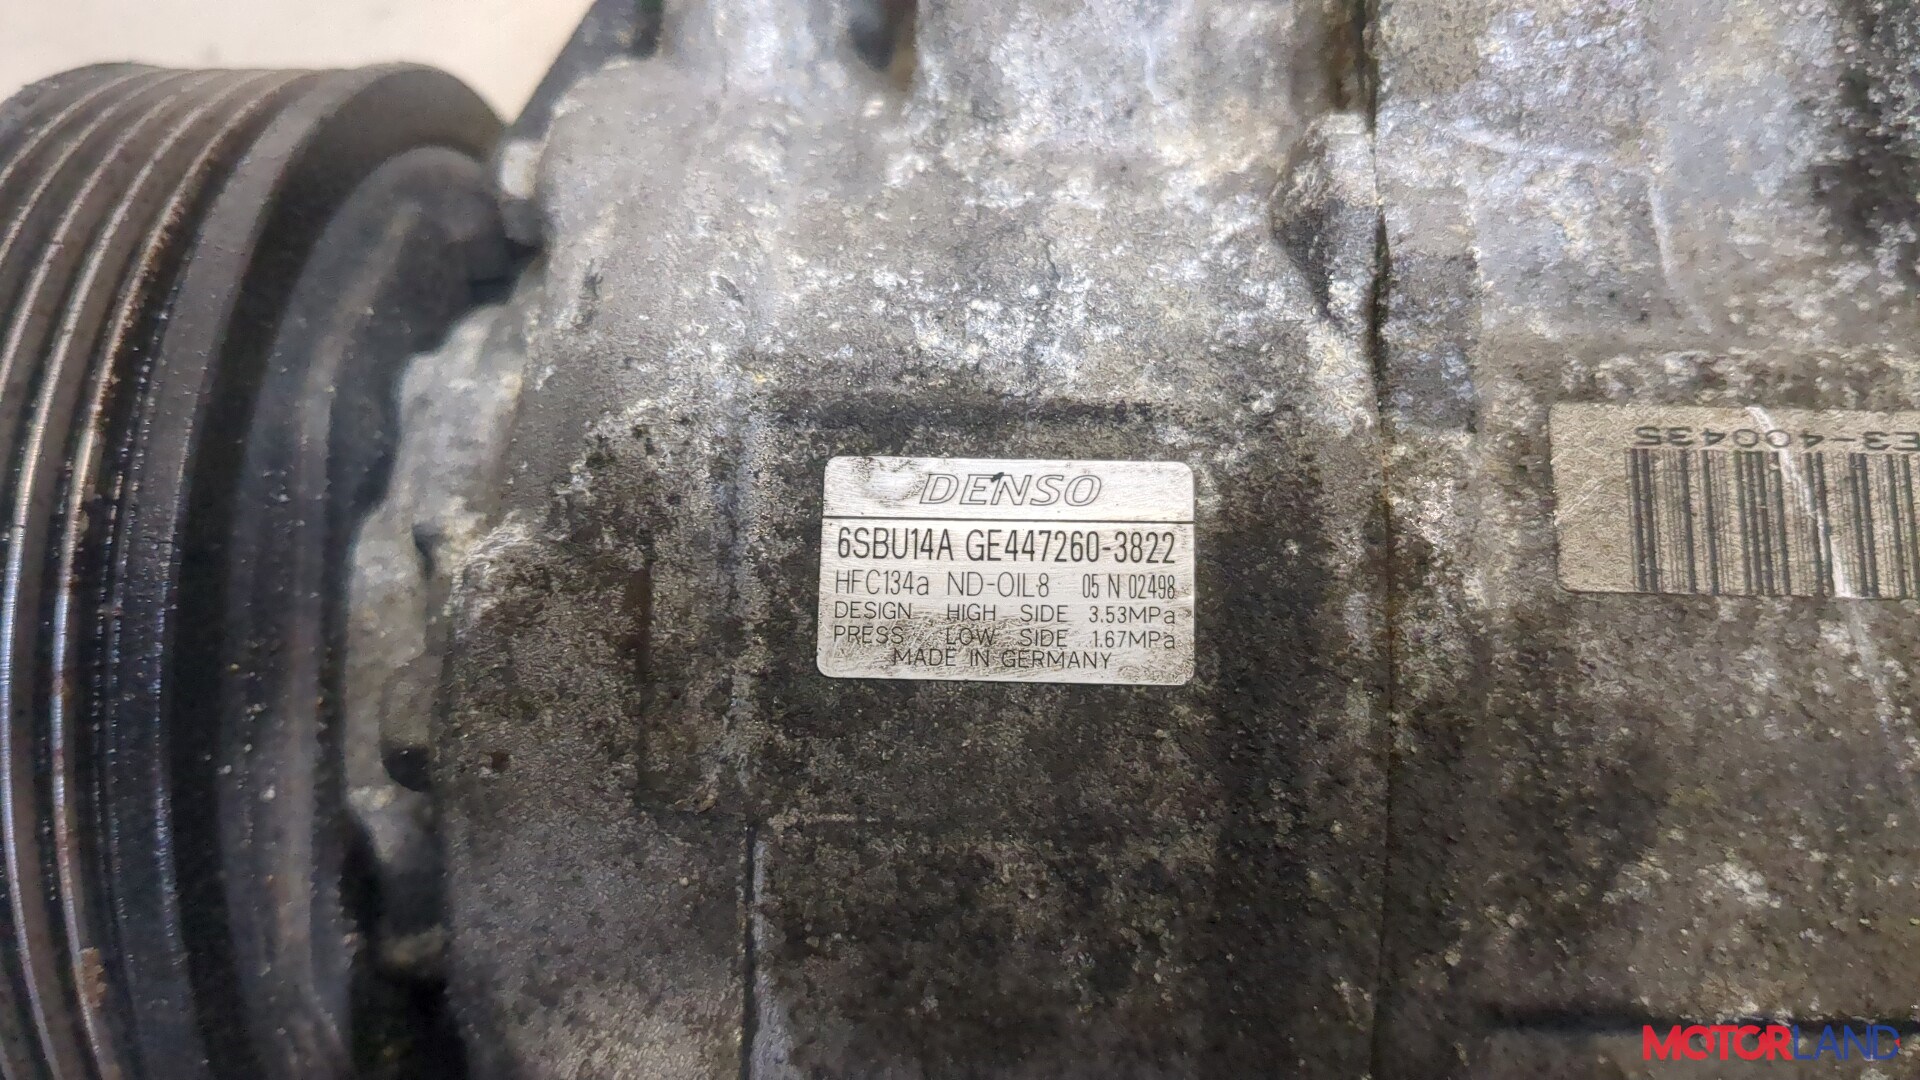 DENSO
6SBU14A GE447260-3822
HFC134a ND-OIL8 05 N 02498
DESIGN HIGH SIDE 3.53MPa
PRESS LOW SIDE 1.67MPa
MADE IN GERMANY
E3-40043S
MOTORLAND